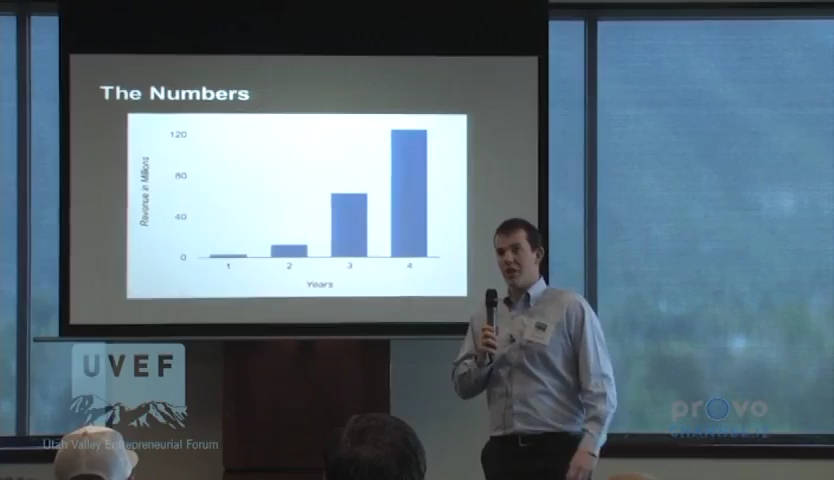 The Numbers
120
80
40
0
Revenue in Millions
1 2 3 4
Years
UVEF
Utah Valley Entrepreneurial Forum
provo